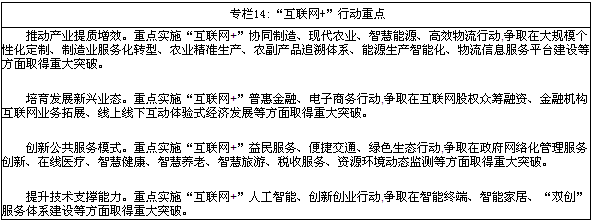 专栏14:“互联网+”行动重点
推动产业提质增效。重点实施“互联网+”协同制造、现代农业、智慧能源、高效物流行动,争取在大规模个
性化定制、制造业服务化转型、农业精准生产、农副产品追溯体系、能源生产智能化、物流信息服务平台建设等
方面取得重大突破。
培育发展新兴业态。重点实施“互联网+”普惠金融、电子商务行动,争取在互联网股权众筹融资、金融机构
互联网业务拓展、线上线下互动体验式经济发展等方面取得重大突破。
创新公共服务模式。重点实施“互联网+”益民服务、便捷交通、绿色生态行动,争取在政府网络化管理服务
创新、在线医疗、智慧健康、智慧养老、智慧旅游、税收服务、资源环境动态监测等方面取得重大突破。
提升技术支撑能力。重点实施“互联网+”人工智能、创新创业行动,争取在智能终端、智能家居、“双创”
服务体系建设等方面取得重大突破。